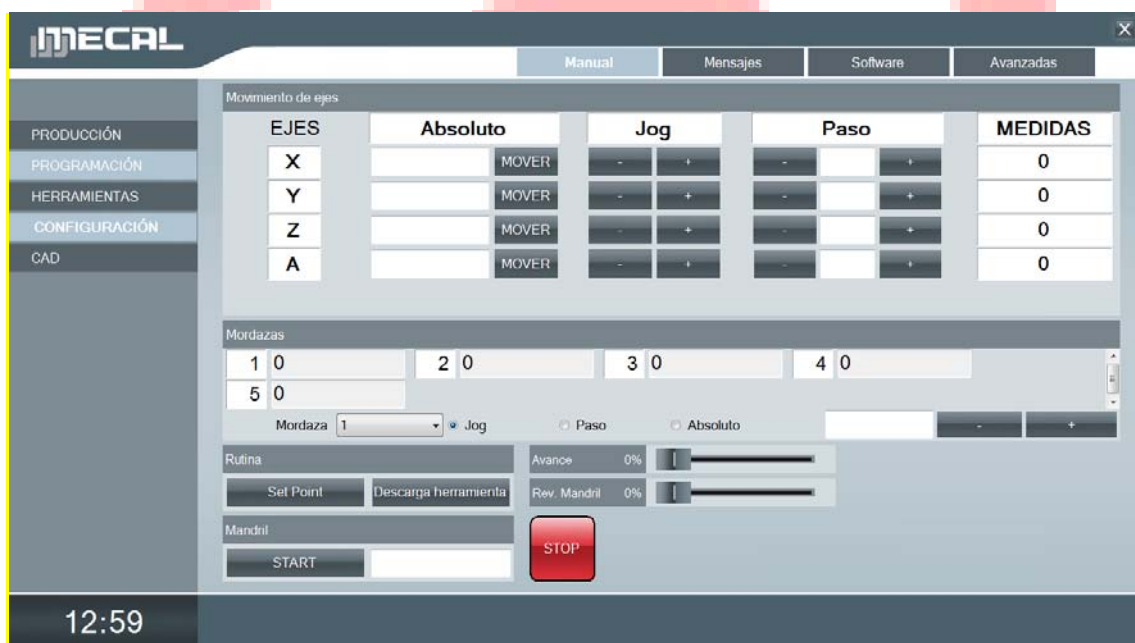 MECAL
X
Manual Mensajes Software Avanzadas
PRODUCCIÓN
PROGRAMACIÓN
HERRAMIENTAS
CONFIGURACIÓN
CAD
Movimiento de ejes
EJES Absoluto Jog Paso MEDIDAS
X MOVER - + - + 0
Y MOVER - + - + 0
Z MOVER - + - + 0
A MOVER - + - + 0
Mordazas
1 0 2 0 3 0 4 0
5 0
Mordaza 1 Jog Paso Absoluto - +
Rutina Avance 0%
Set Point Descarga herramienta Rev. Mandril 0%
Mandril
START STOP
12:59